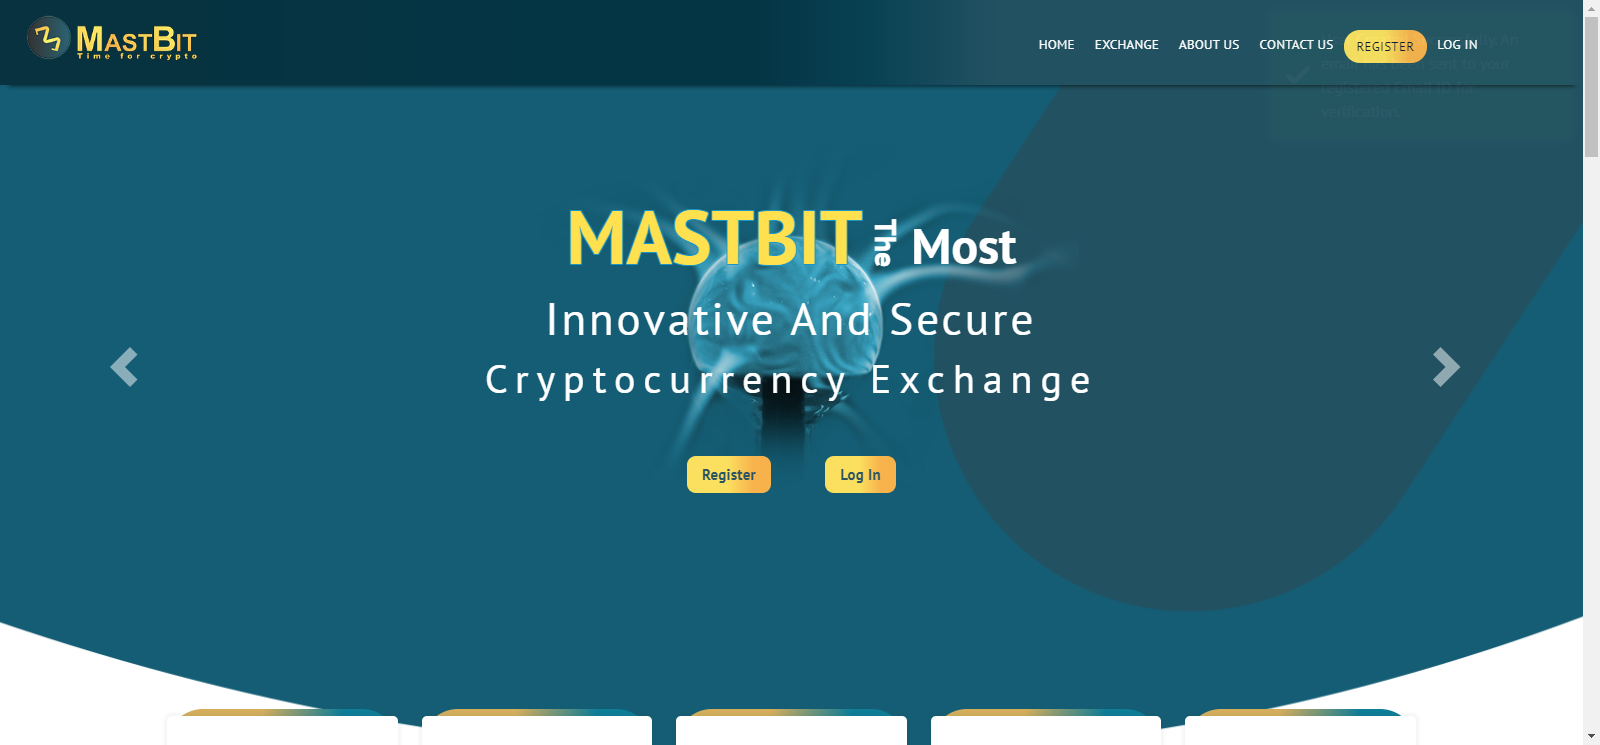 MASTBIT
Time for crypto
HOME EXCHANGE ABOUT US CONTACT US REGISTER LOG IN
sent to your
registered Email ID for
verification.
MASTBIT The Most
Innovative And Secure
Cryptocurrency Exchange
Register Log In